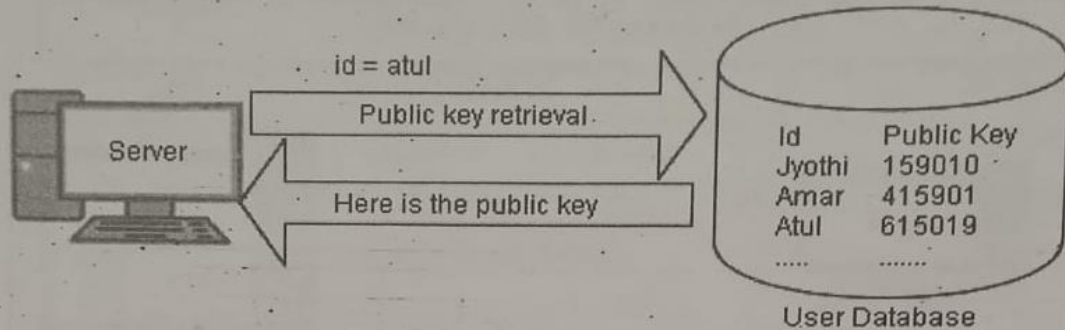 id = atul
Public key retrieval
Server
Here is the public key
Id Public Key
Jyothi 159010
Amar 415901
Atul 615019
..... .......
User Database